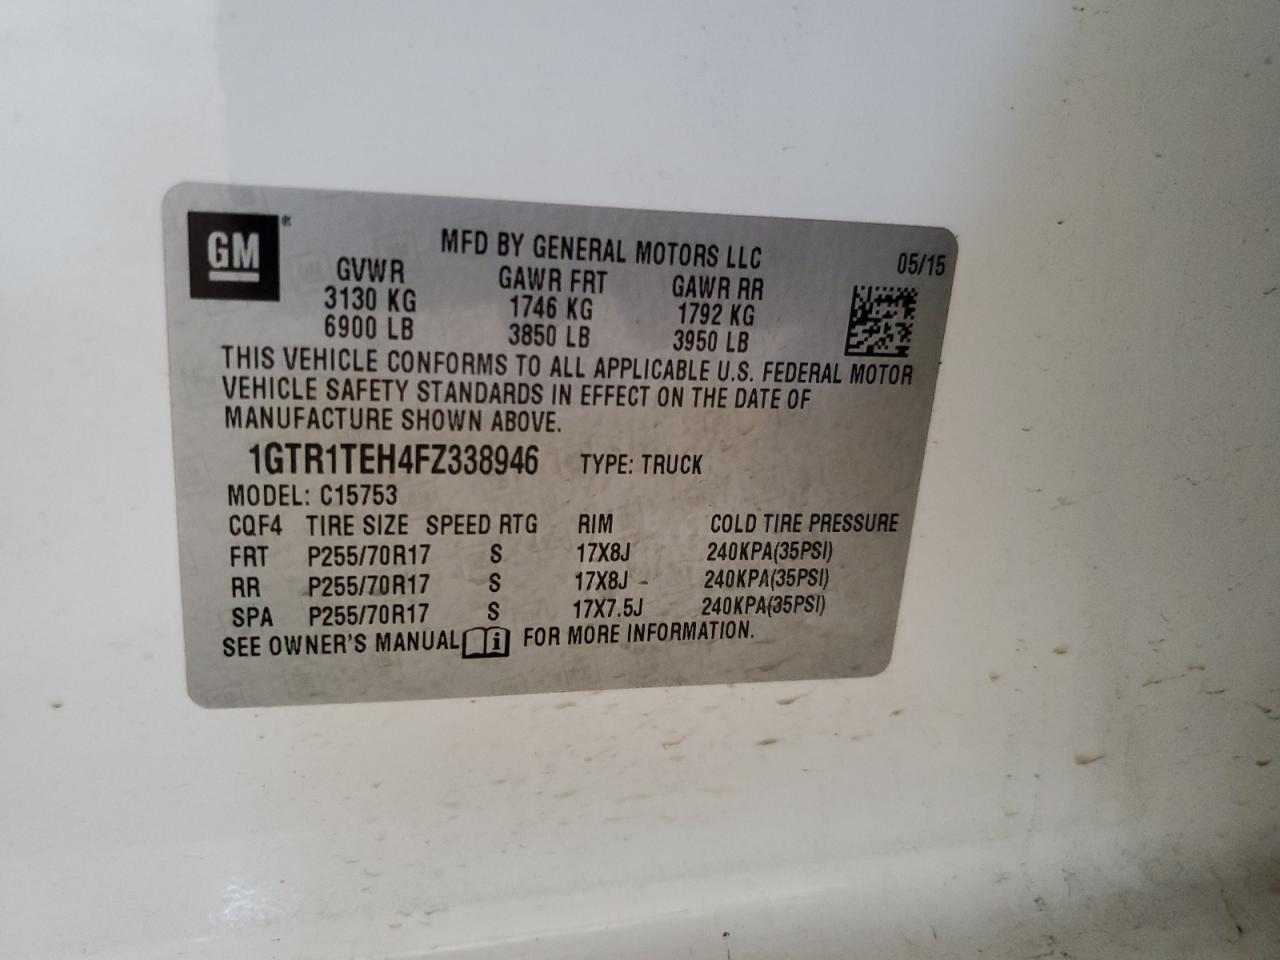 GM ®
MFD BY GENERAL MOTORS LLC 05/15
GVWR GAWR FRT GAWR RR
3130 KG 1746 KG 1792 KG
6900 LB 3850 LB 3950 LB
THIS VEHICLE CONFORMS TO ALL APPLICABLE U.S. FEDERAL MOTOR
VEHICLE SAFETY STANDARDS IN EFFECT ON THE DATE OF
MANUFACTURE SHOWN ABOVE.
1GTR1TEH4FZ338946 TYPE: TRUCK
MODEL: C15753
CQF4 TIRE SIZE SPEED RTG RIM COLD TIRE PRESSURE
FRT P255/70R17 S 17X8J 240KPA(35PSI)
RR P255/70R17 S 17X8J 240KPA(35PSI)
SPA P255/70R17 S 17X7.5J 240KPA(35PSI)
SEE OWNER'S MANUAL i FOR MORE INFORMATION.